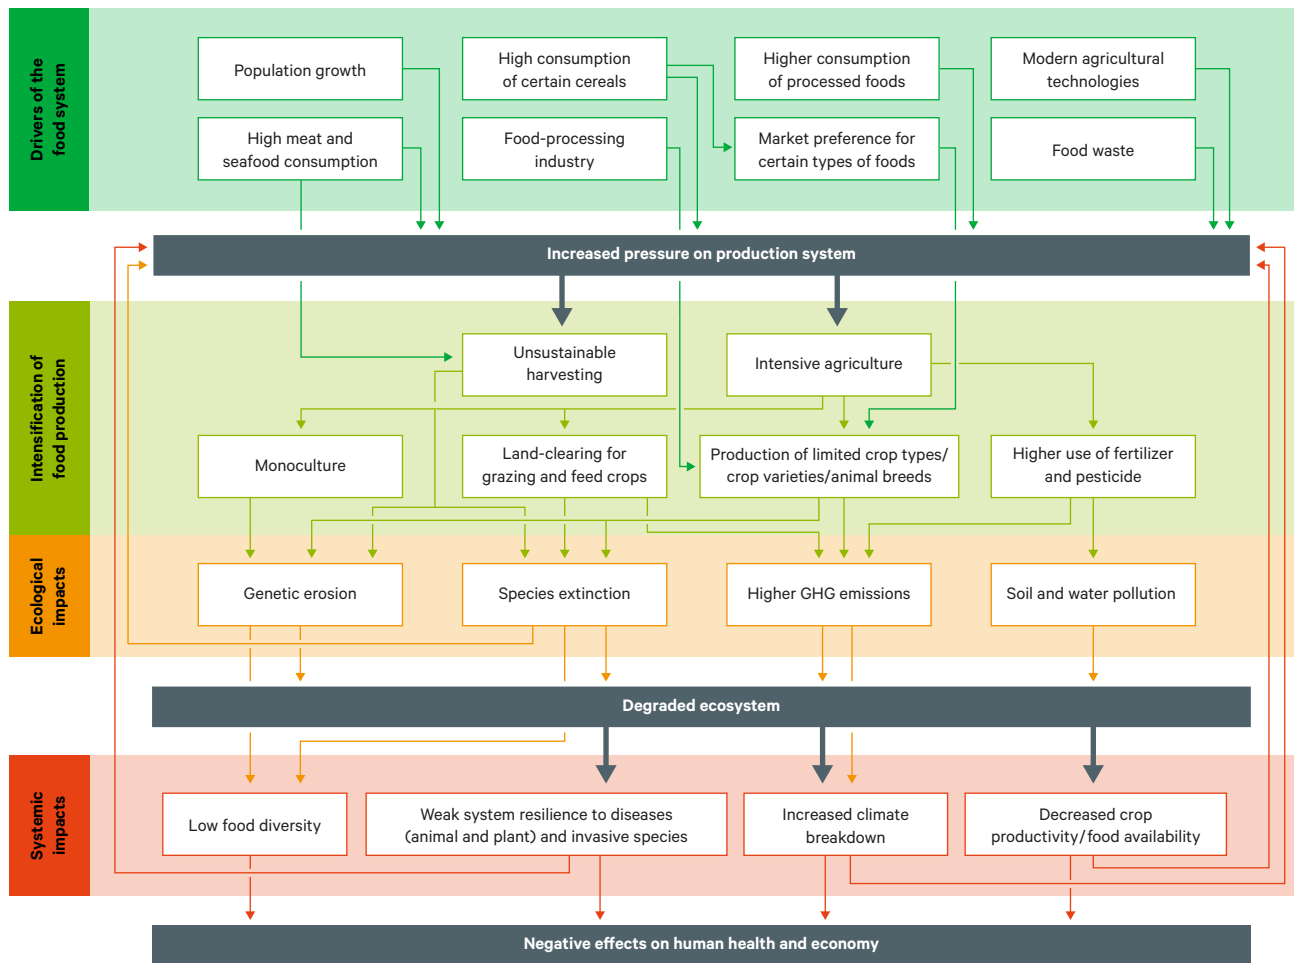 Drivers of the
food system
Population growth
High consumption
of certain cereals
Higher consumption
of processed foods
Modern agricultural
technologies
High meat and
seafood consumption
Food-processing
industry
Market preference for
certain types of foods
Food waste
Increased pressure on production system
Intensification of
food production
Unsustainable
harvesting
Intensive agriculture
Monoculture
Land-clearing for
grazing and feed crops
Production of limited crop types/
crop varieties/animal breeds
Higher use of fertilizer
and pesticide
Ecological
impacts
Genetic erosion
Species extinction
Higher GHG emissions
Soil and water pollution
Degraded ecosystem
Systemic
impacts
Low food diversity
Weak system resilience to diseases
(animal and plant) and invasive species
Increased climate
breakdown
Decreased crop
productivity/food availability
Negative effects on human health and economy